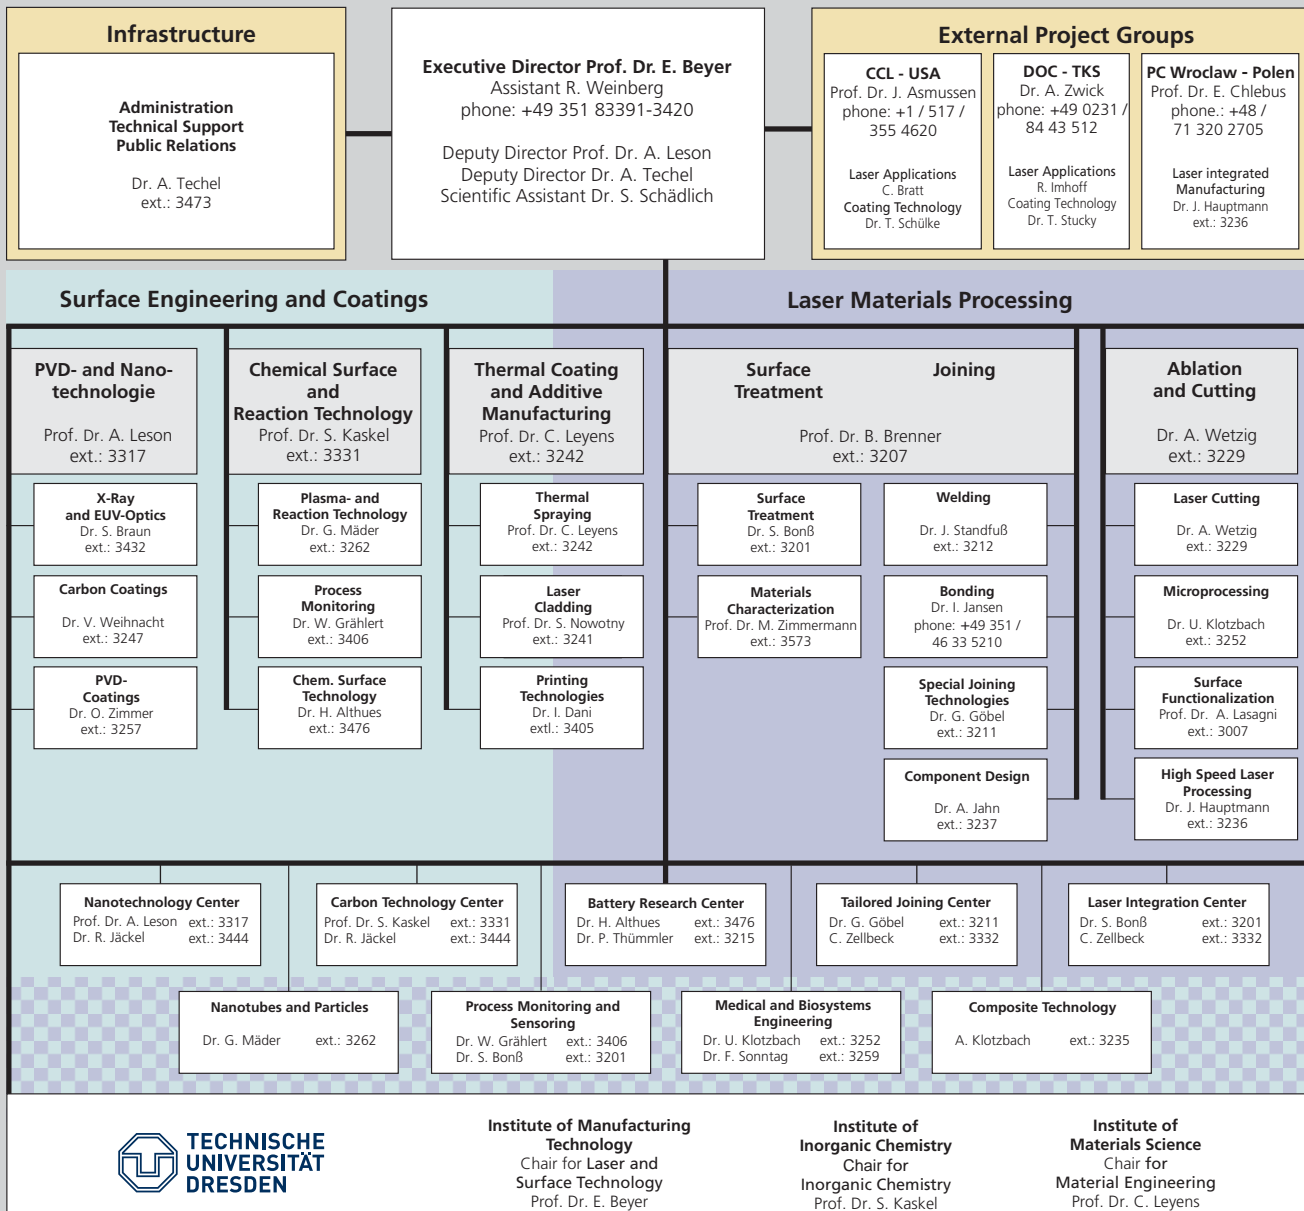 Infrastructure
Administration
Technical Support
Public Relations
Dr. A. Techel
ext.: 3473
Executive Director Prof. Dr. E. Beyer
Assistant R. Weinberg
phone: +49 351 83391-3420
Deputy Director Prof. Dr. A. Leson
Deputy Director Dr. A. Techel
Scientific Assistant Dr. S. Schädlich
External Project Groups
CCL - USA
Prof. Dr. J. Asmussen
phone: +1 / 517 /
355 4620
Laser Applications
C. Bratt
Coating Technology
Dr. T. Schülke
DOC - TKS
Dr. A. Zwick
phone: +49 0231 /
84 43 512
Laser Applications
R. Imhoff
Coating Technology
Dr. T. Stucky
PC Wroclaw - Polen
Prof. Dr. E. Chlebus
phone.: +48 /
71 320 2705
Laser integrated
Manufacturing
Dr. J. Hauptmann
ext.: 3236
Surface Engineering and Coatings
Laser Materials Processing
PVD- and Nano-
technologie
Prof. Dr. A. Leson
ext.: 3317
Chemical Surface
and
Reaction Technology
Prof. Dr. S. Kaskel
ext.: 3331
Thermal Coating
and Additive
Manufacturing
Prof. Dr. C. Leyens
ext.: 3242
Surface
Treatment
Joining
Prof. Dr. B. Brenner
ext.: 3207
Ablation
and Cutting
Dr. A. Wetzig
ext.: 3229
X-Ray
and EUV-Optics
Dr. S. Braun
ext.: 3432
Plasma- and
Reaction Technology
Dr. G. Mäder
ext.: 3262
Thermal
Spraying
Prof. Dr. C. Leyens
ext.: 3242
Surface
Treatment
Dr. S. Bonß
ext.: 3201
Welding
Dr. J. Standfuß
ext.: 3212
Laser Cutting
Dr. A. Wetzig
ext.: 3229
Carbon Coatings
Dr. V. Weihnacht
ext.: 3247
Process
Monitoring
Dr. W. Grählert
ext.: 3406
Laser
Cladding
Prof. Dr. S. Nowotny
ext.: 3241
Materials
Characterization
Prof. Dr. M. Zimmermann
ext.: 3573
Bonding
Dr. I. Jansen
phone: +49 351 /
46 33 5210
Microprocessing
Dr. U. Klotzbach
ext.: 3252
PVD-
Coatings
Dr. O. Zimmer
ext.: 3257
Chem. Surface
Technology
Dr. H. Althues
ext.: 3476
Printing
Technologies
Dr. I. Dani
extl.: 3405
Special Joining
Technologies
Dr. G. Göbel
ext.: 3211
Surface
Functionalization
Prof. Dr. A. Lasagni
ext.: 3007
Component Design
Dr. A. Jahn
ext.: 3237
High Speed Laser
Processing
Dr. J. Hauptmann
ext.: 3236
Nanotechnology Center
Prof. Dr. A. Leson ext.: 3317
Dr. R. Jäckel ext.: 3444
Carbon Technology Center
Prof. Dr. S. Kaskel ext.: 3331
Dr. R. Jäckel ext.: 3444
Battery Research Center
Dr. H. Althues ext.: 3476
Dr. P. Thümmler ext.: 3215
Tailored Joining Center
Dr. G. Göbel ext.: 3211
C. Zellbeck ext.: 3332
Laser Integration Center
Dr. S. Bonß ext.: 3201
C. Zellbeck ext.: 3332
Nanotubes and Particles
Dr. G. Mäder ext.: 3262
Process Monitoring and
Sensoring
Dr. W. Grählert ext.: 3406
Dr. S. Bonß ext.: 3201
Medical and Biosystems
Engineering
Dr. U. Klotzbach ext.: 3252
Dr. F. Sonntag ext.: 3259
Composite Technology
A. Klotzbach ext.: 3235
TECHNISCHE
UNIVERSITÄT
DRESDEN
Institute of Manufacturing
Technology
Chair for Laser and
Surface Technology
Prof. Dr. E. Beyer
Institute of
Inorganic Chemistry
Chair for
Inorganic Chemistry
Prof. Dr. S. Kaskel
Institute of
Materials Science
Chair for
Material Engineering
Prof. Dr. C. Leyens